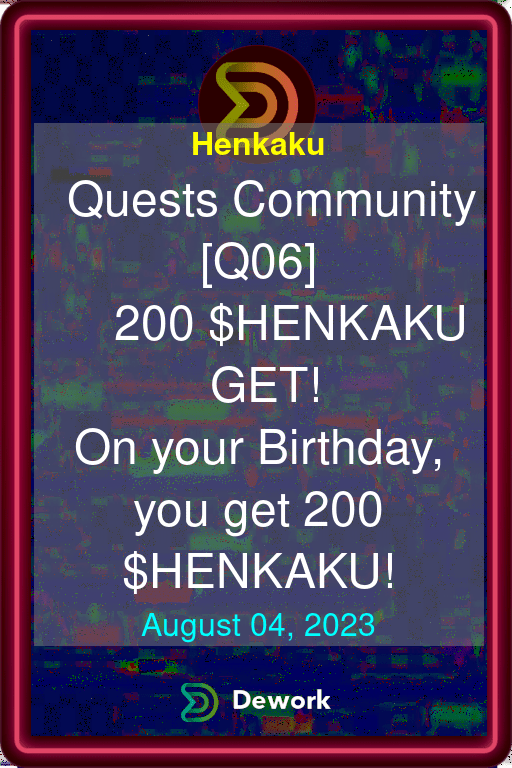 Henkaku
Quests Community
[Q06]
200 $HENKAKU
GET!
On your Birthday,
you get 200
$HENKAKU!
August 04, 2023
Dework